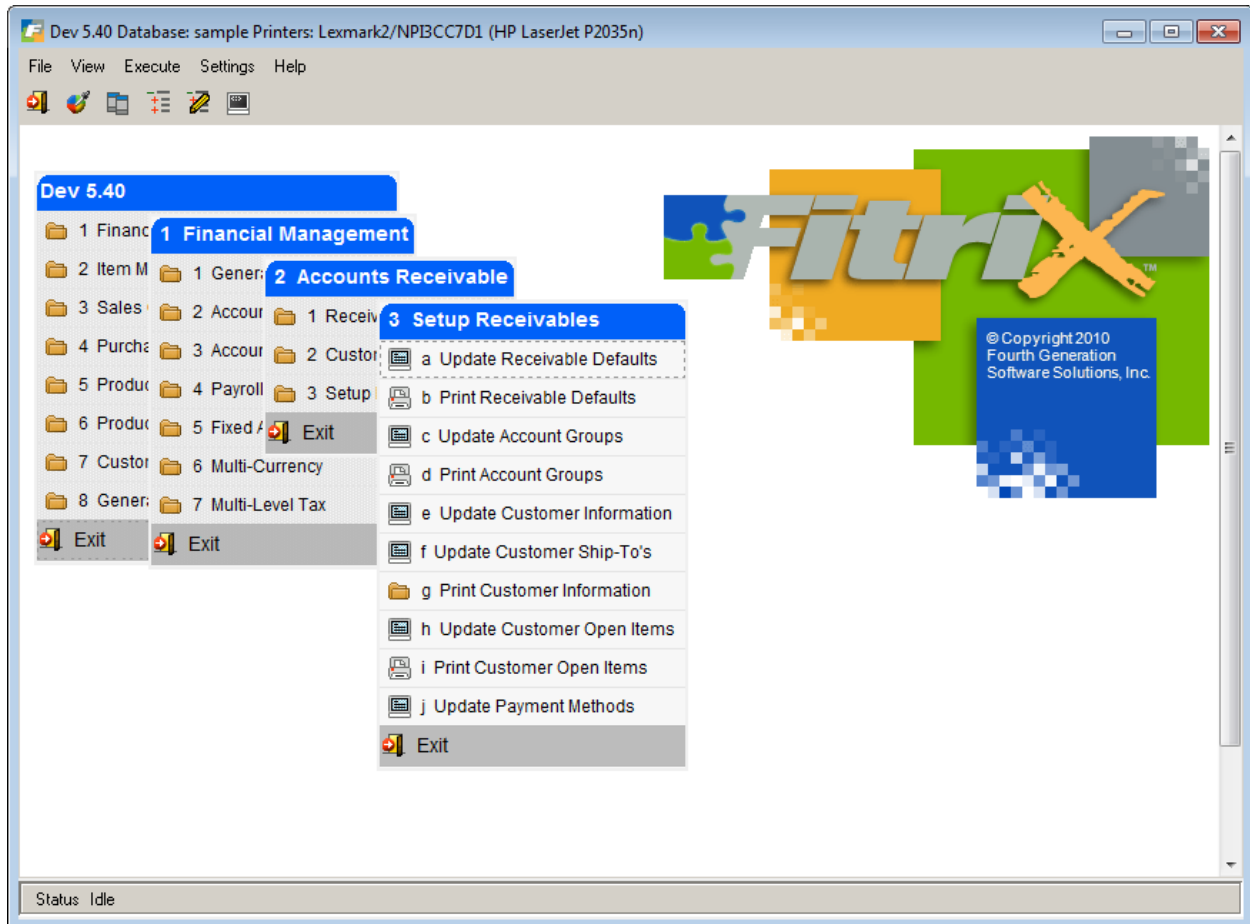 Dev 5.40 Database: sample Printers: Lexmark2/NPI3CC7D1 (HP LaserJet P2035n)
File View Execute Settings Help
Dev 5.40
1 Financ
2 Item M
3 Sales
4 Purcha
5 Produc
6 Produc
7 Custor
8 Genera
Exit
1 Financial Management
1 Genera
2 Accour
3 Accour
4 Payroll
5 Fixed A
6 Multi-Currency
7 Multi-Level Tax
Exit
2 Accounts Receivable
1 Receiv
2 Custor
3 Setup
Exit
3 Setup Receivables
a Update Receivable Defaults
b Print Receivable Defaults
c Update Account Groups
d Print Account Groups
e Update Customer Information
f Update Customer Ship-To's
g Print Customer Information
h Update Customer Open Items
i Print Customer Open Items
j Update Payment Methods
Exit
Fitrix
TM
© Copyright 2010
Fourth Generation
Software Solutions, Inc.
Status Idle